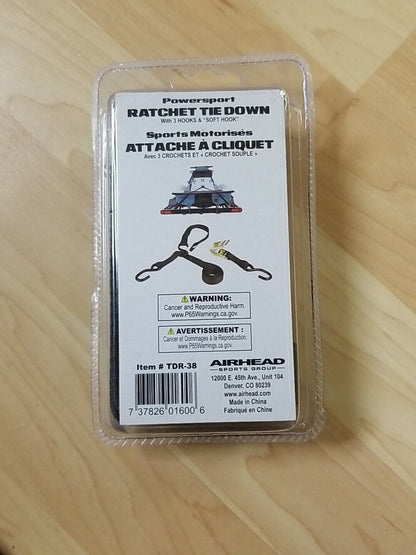 Powersport
RATCHET TIE DOWN
With 3 HOOKS & "SOFT HOOK"
Sports Motorisés
ATTACHE À CLIQUET
Avec 3 CROCHETS ET « CROCHET SOUPLE »
WARNING:
Cancer and Reproductive Harm.
www.P65Warnings.ca.gov.
AVERTISSEMENT :
Cancer et Dommages à la Reproduction.
www.P65Warnings.ca.gov.
Item # TDR-38
7 37826 01600 6
AIRHEAD
SPORTS GROUP
12000 E. 45th Ave., Unit 104
Denver, CO 80239
www.airhead.com
Made in China
Fabriqué en Chine